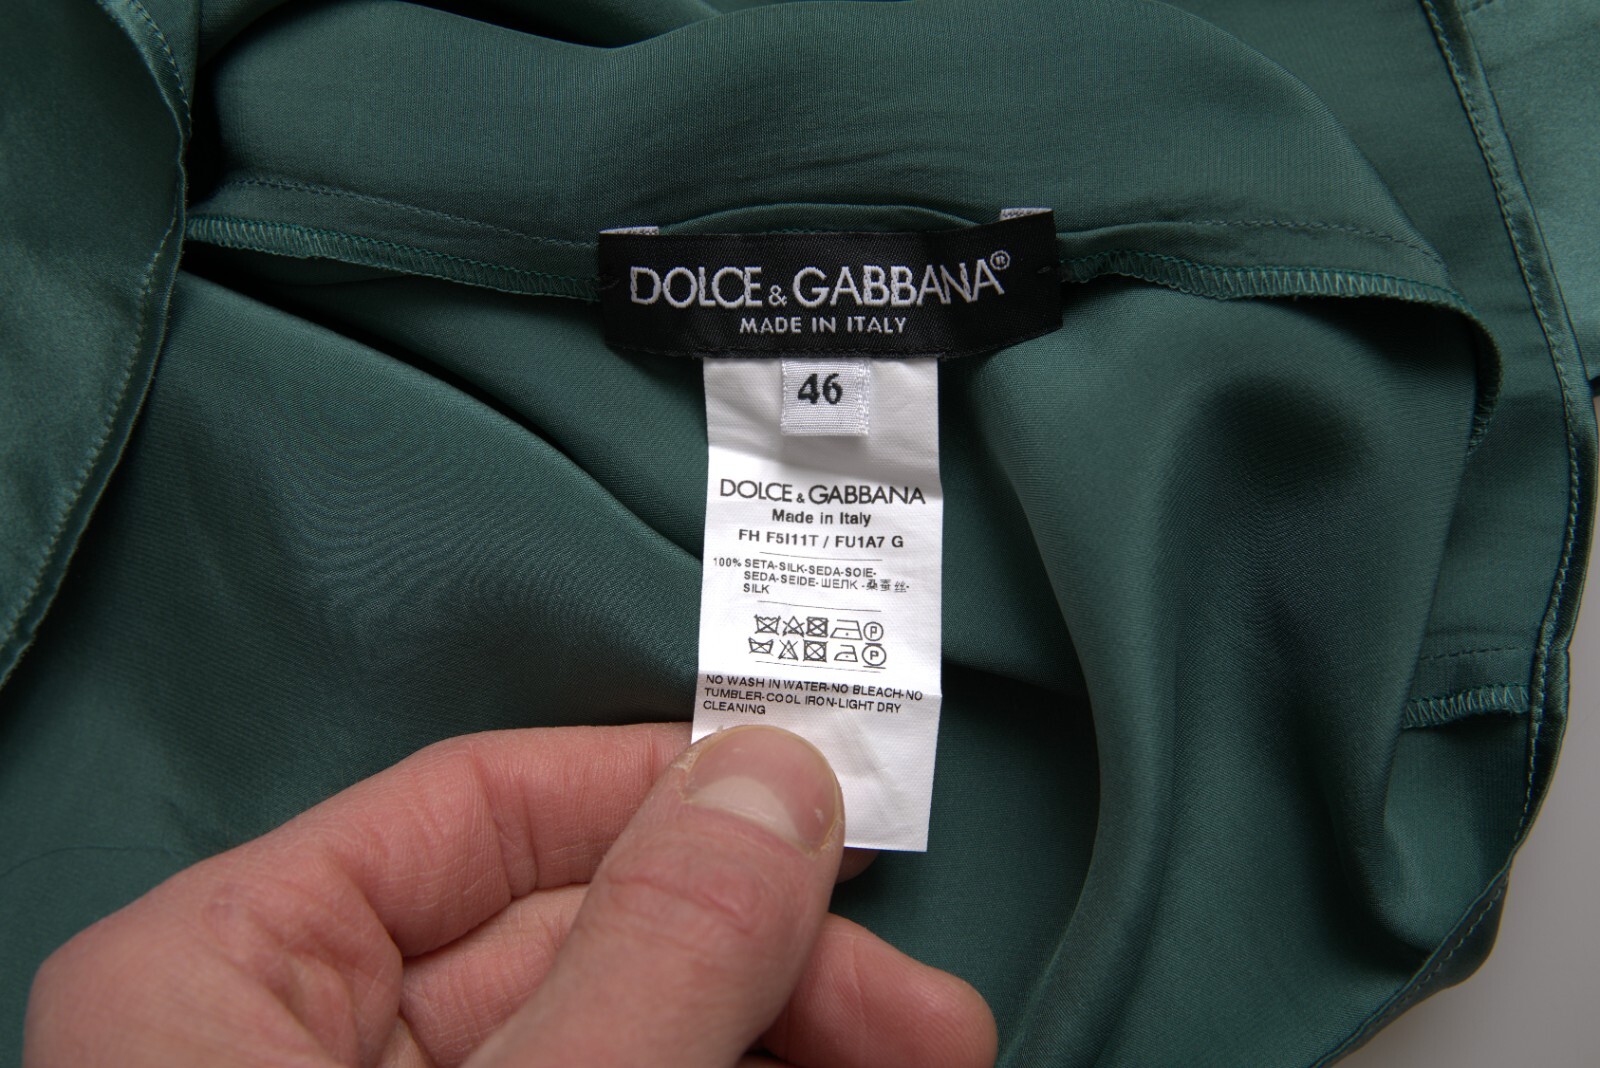 DOLCE & GABBANA®
MADE IN ITALY
46
DOLCE & GABBANA
Made in Italy
FH F5I11T / FU1A7 G
100% SETA-SILK-SEDA-SOIE-
SEDA-SEIDE-ШЕЛК-桑蚕丝-
SILK
P
P
NO WASH IN WATER-NO BLEACH-NO
TUMBLER-COOL IRON-LIGHT DRY
CLEANING